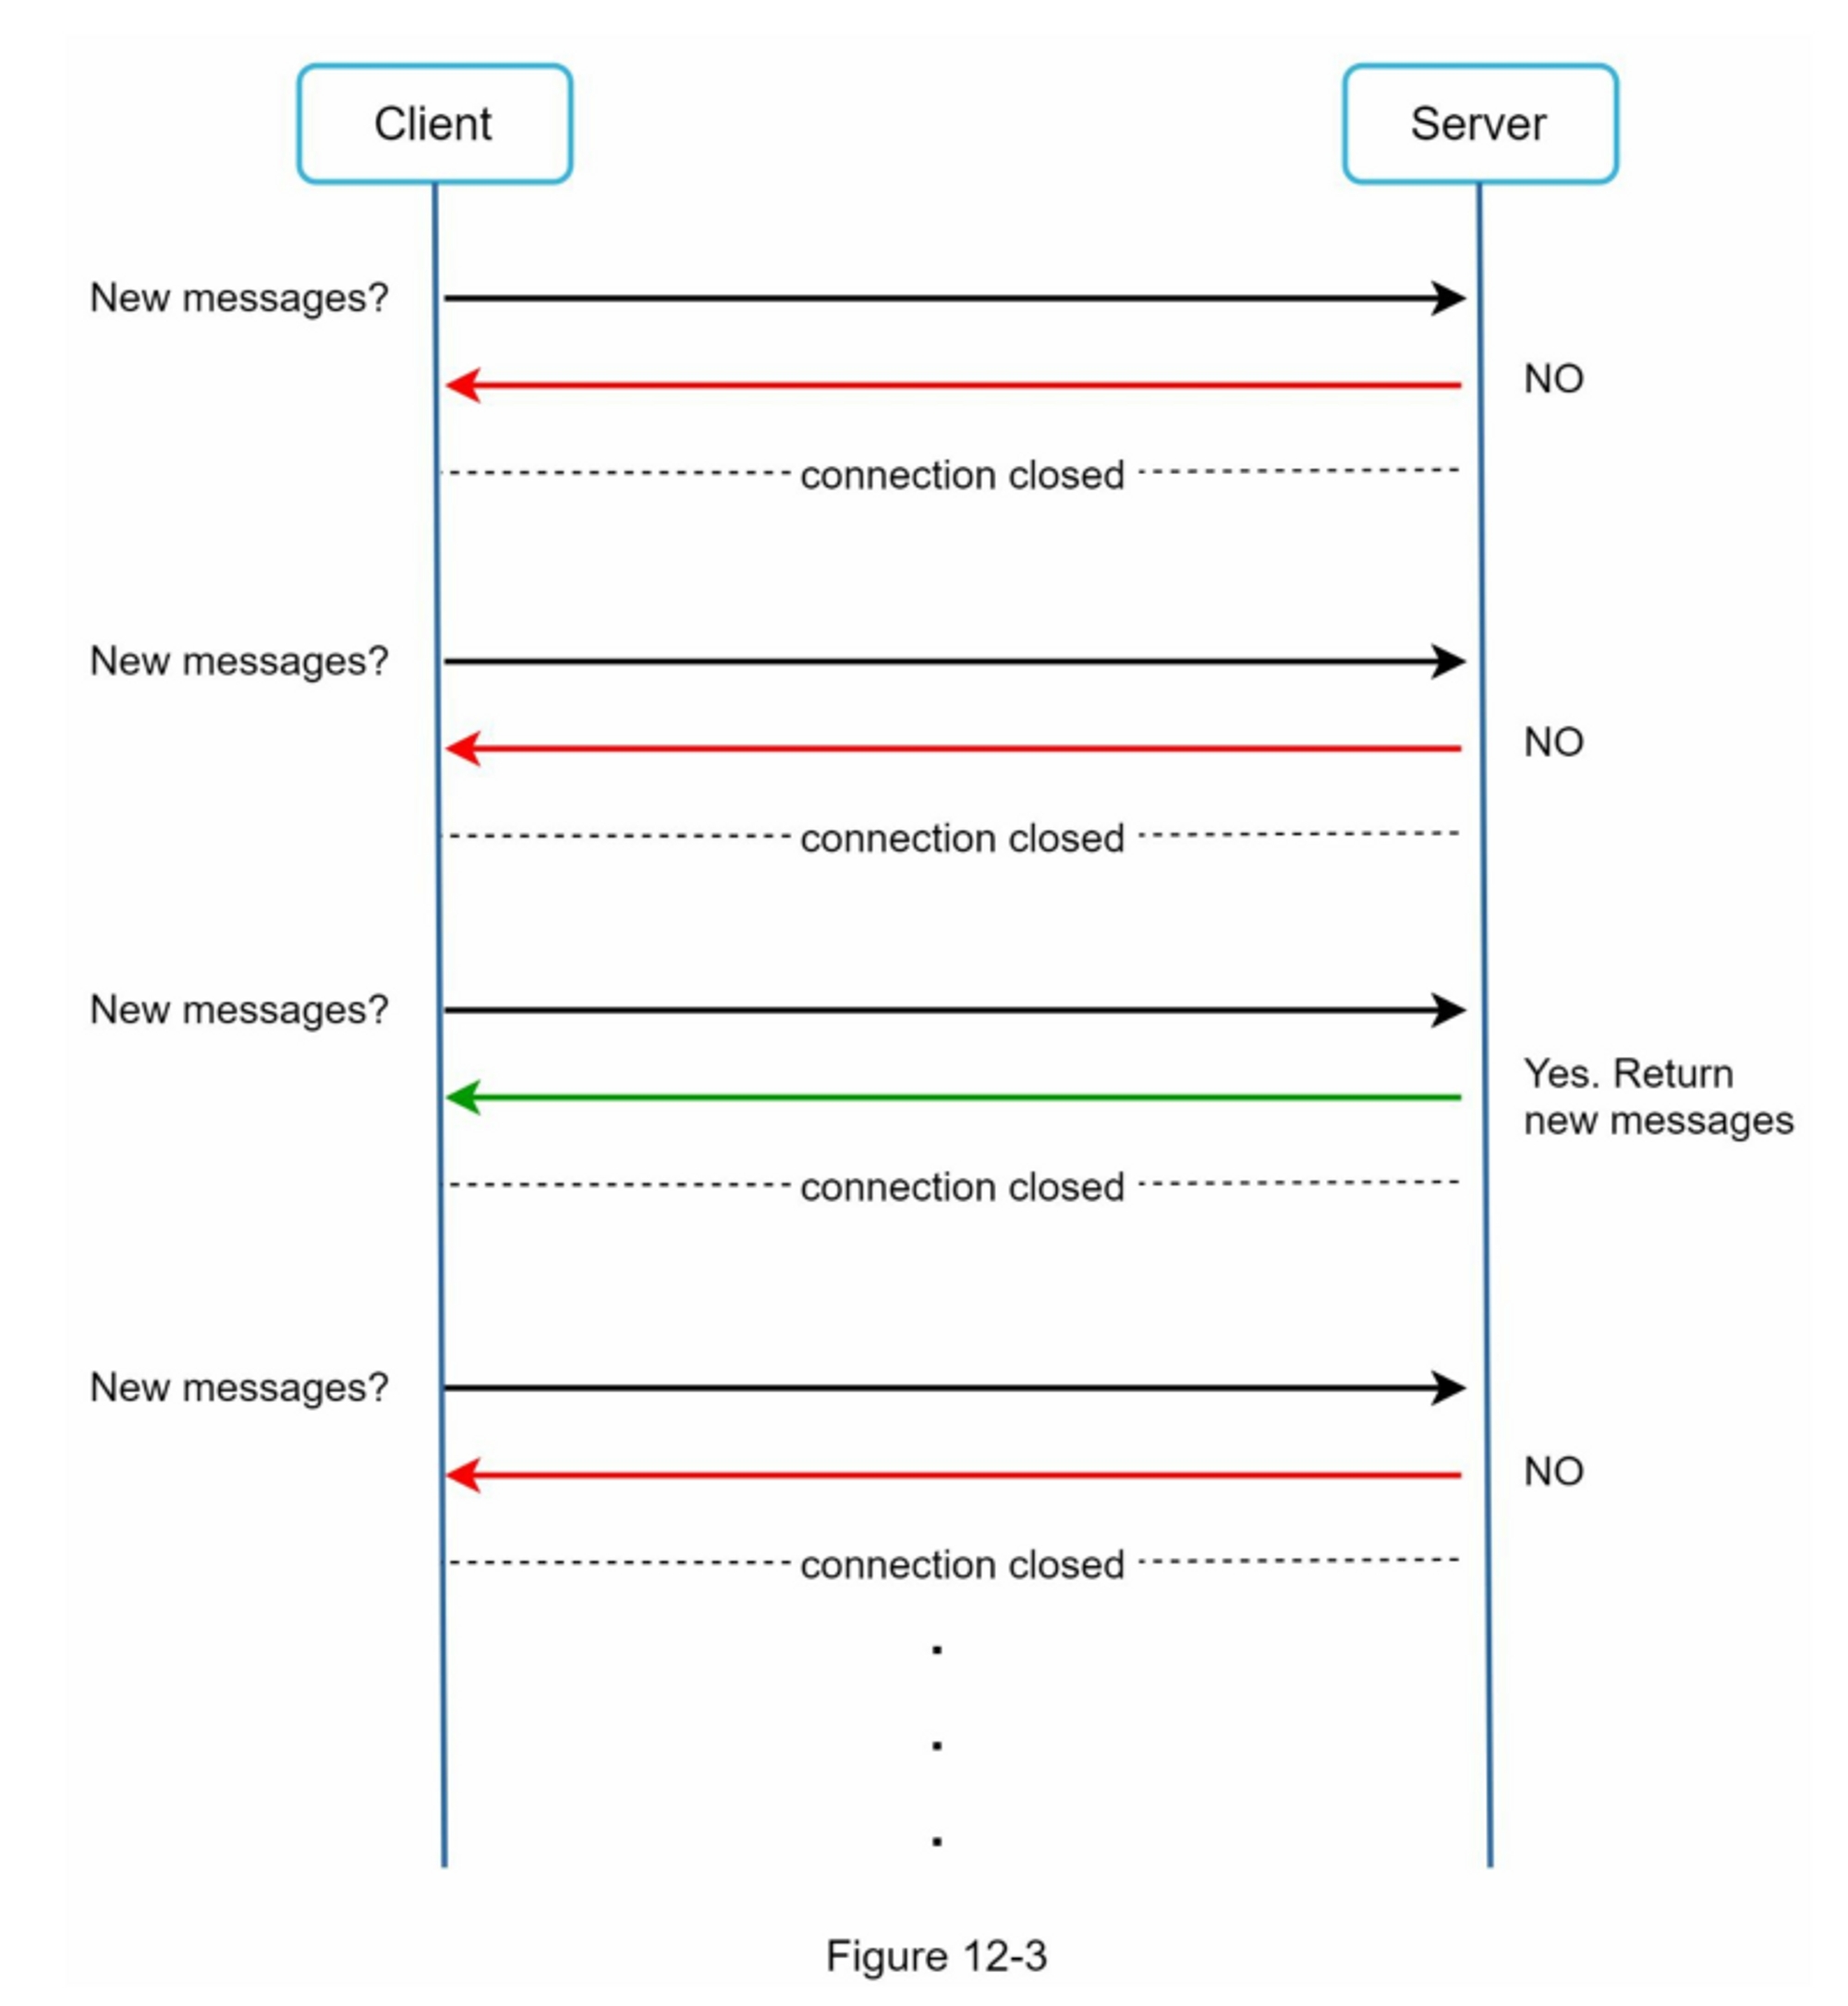 Client
Server
New messages?
NO
connection closed
New messages?
NO
connection closed
New messages?
Yes. Return
new messages
connection closed
New messages?
NO
connection closed
Figure 12-3